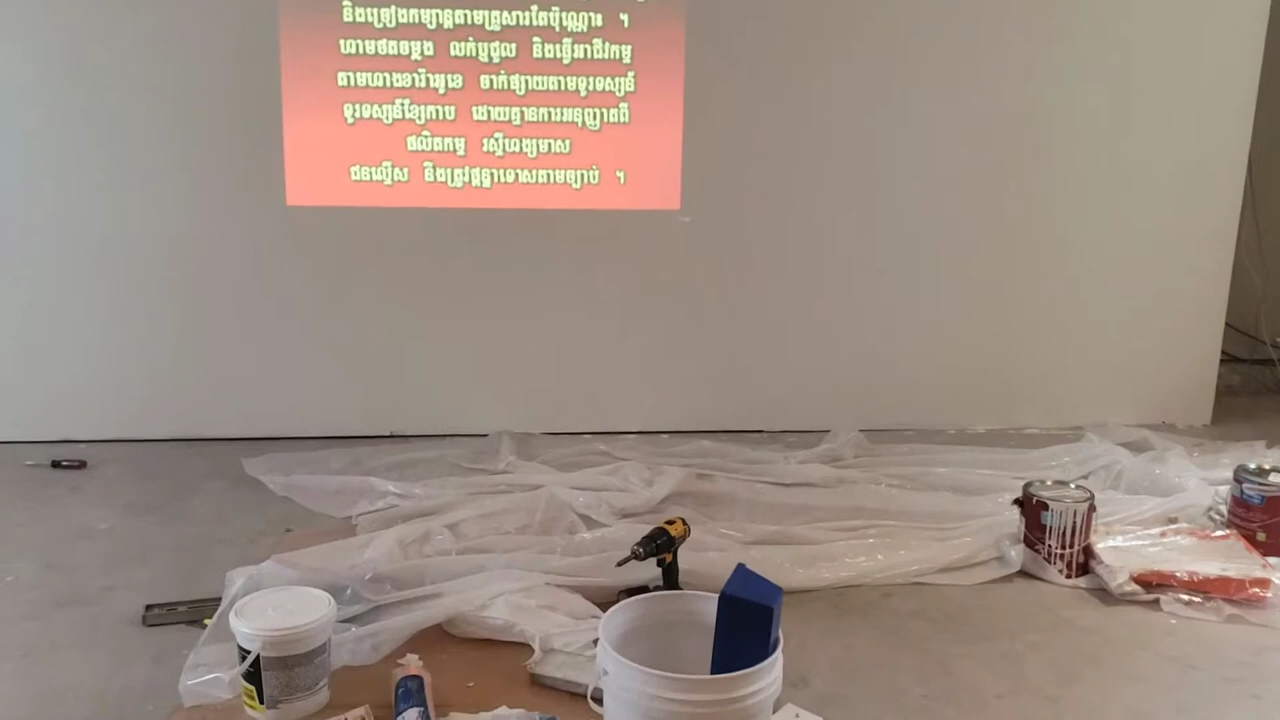 និងច្រៀងកម្សាន្តតាមគ្រួសារតែប៉ុណ្ណោះ ។
ហាមថតចម្លង លក់ឬជួល និងធ្វើអាជីវកម្ម
តាមហាងខារ៉ាអូខេ ចាក់ផ្សាយតាមទូរទស្សន៍
ទូរទស្សន៍ខ្សែកាប ដោយគ្មានការអនុញ្ញាតពី
ផលិតកម្ម រស្មីហង្សមាស
ជនល្មើស នឹងត្រូវផ្តន្ទាទោសតាមច្បាប់ ។